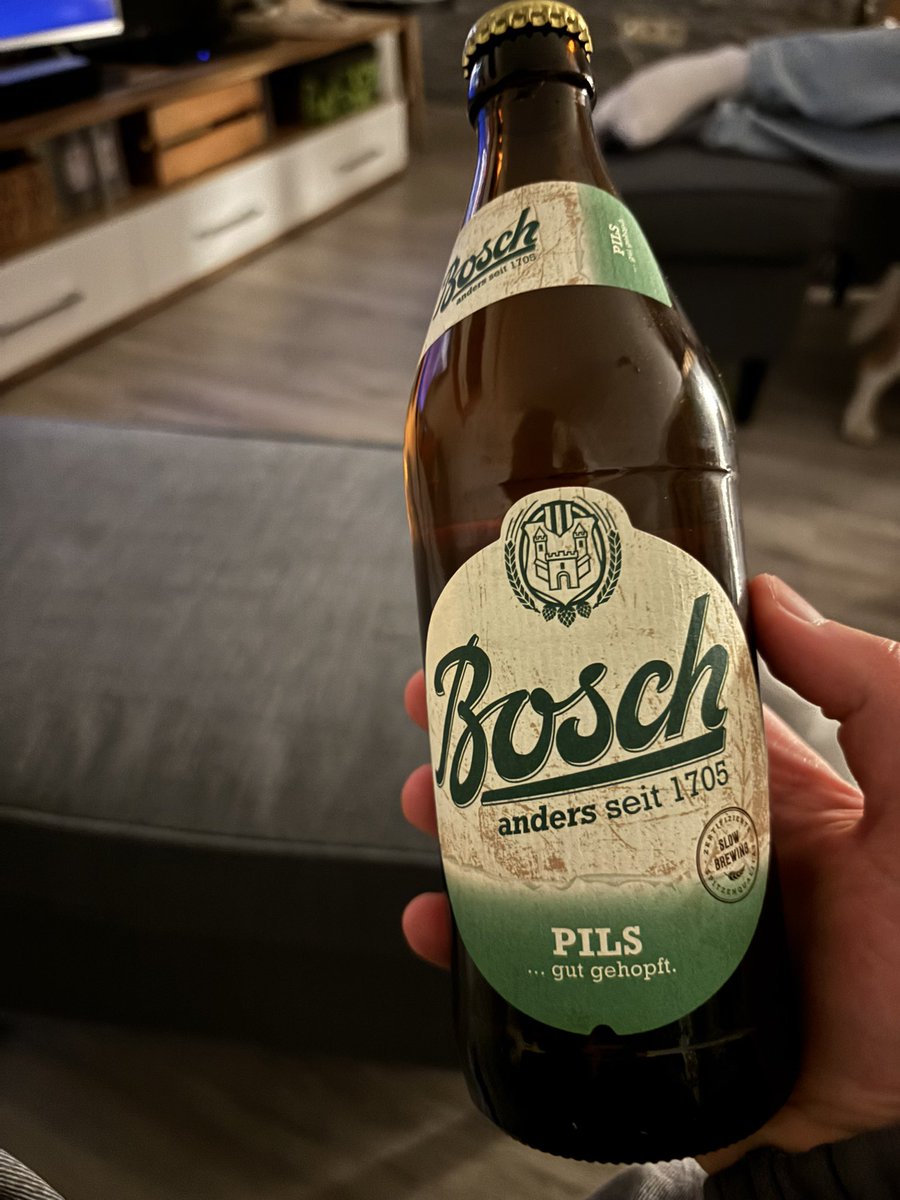 Bosch
anders seit 1705
PILS
Bosch
anders seit 1705
SLOW
BREWING
PILS
... gut gehopft.